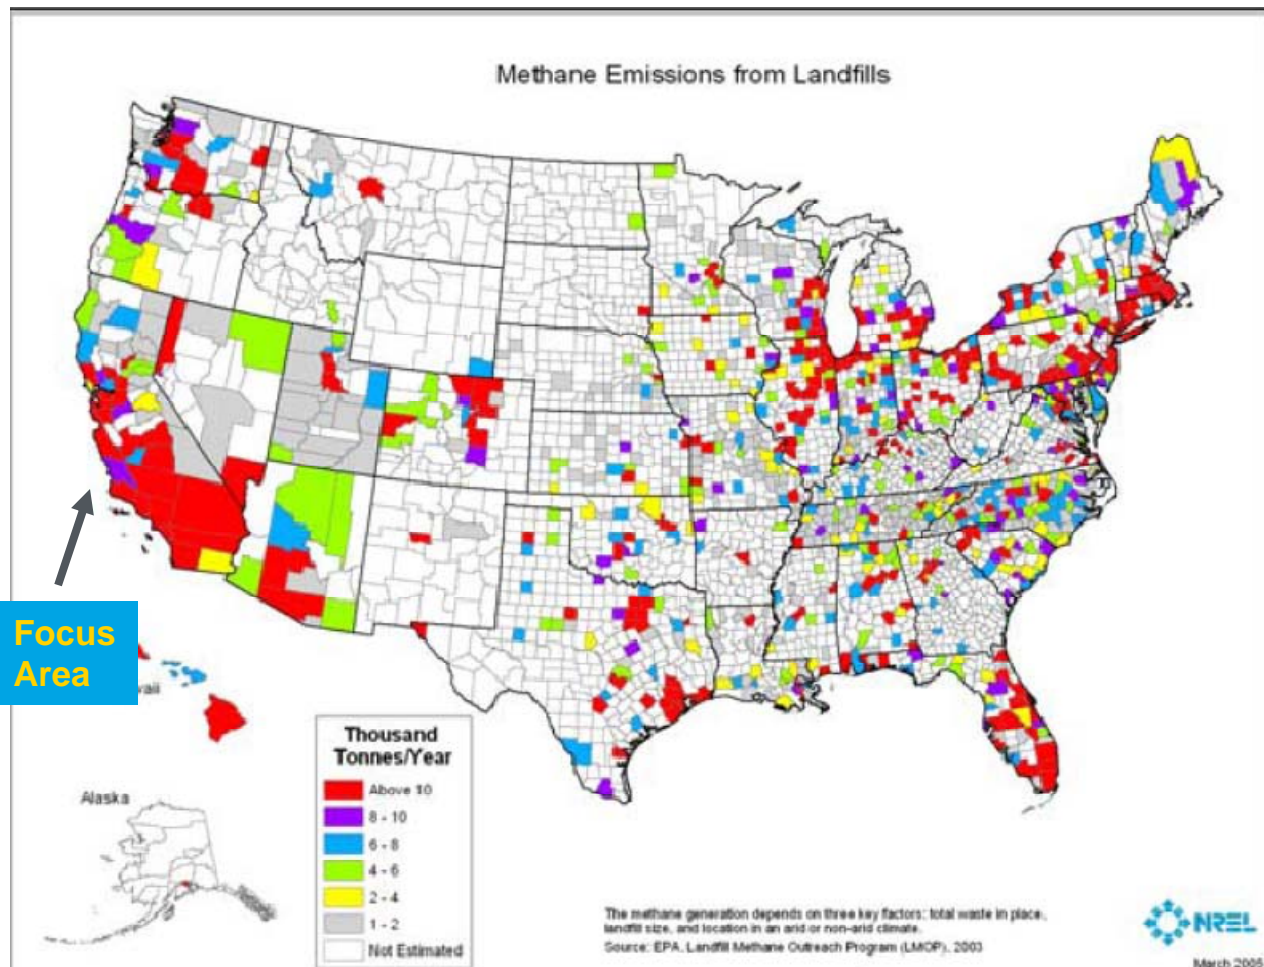 Methane Emissions from Landfills
Focus
Area
Alaska
Thousand
Tonnes/Year
Above 10
8 - 10
6 - 8
4 - 6
2 - 4
1 - 2
Not Estimated
The methane generation depends on three key factors: total waste in place,
landfill size, and location in an arid or non-arid climate.
Source: EPA, Landfill Methane Outreach Program (LMOP), 2003
NREL
March 2005